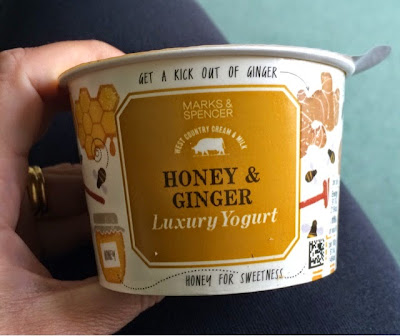 GET A KICK OUT OF GINGER
MARKS &
SPENCER
WEST COUNTRY CREAM & MILK
HONEY &
GINGER
Luxury Yogurt
HONEY
HONEY FOR SWEETNESS